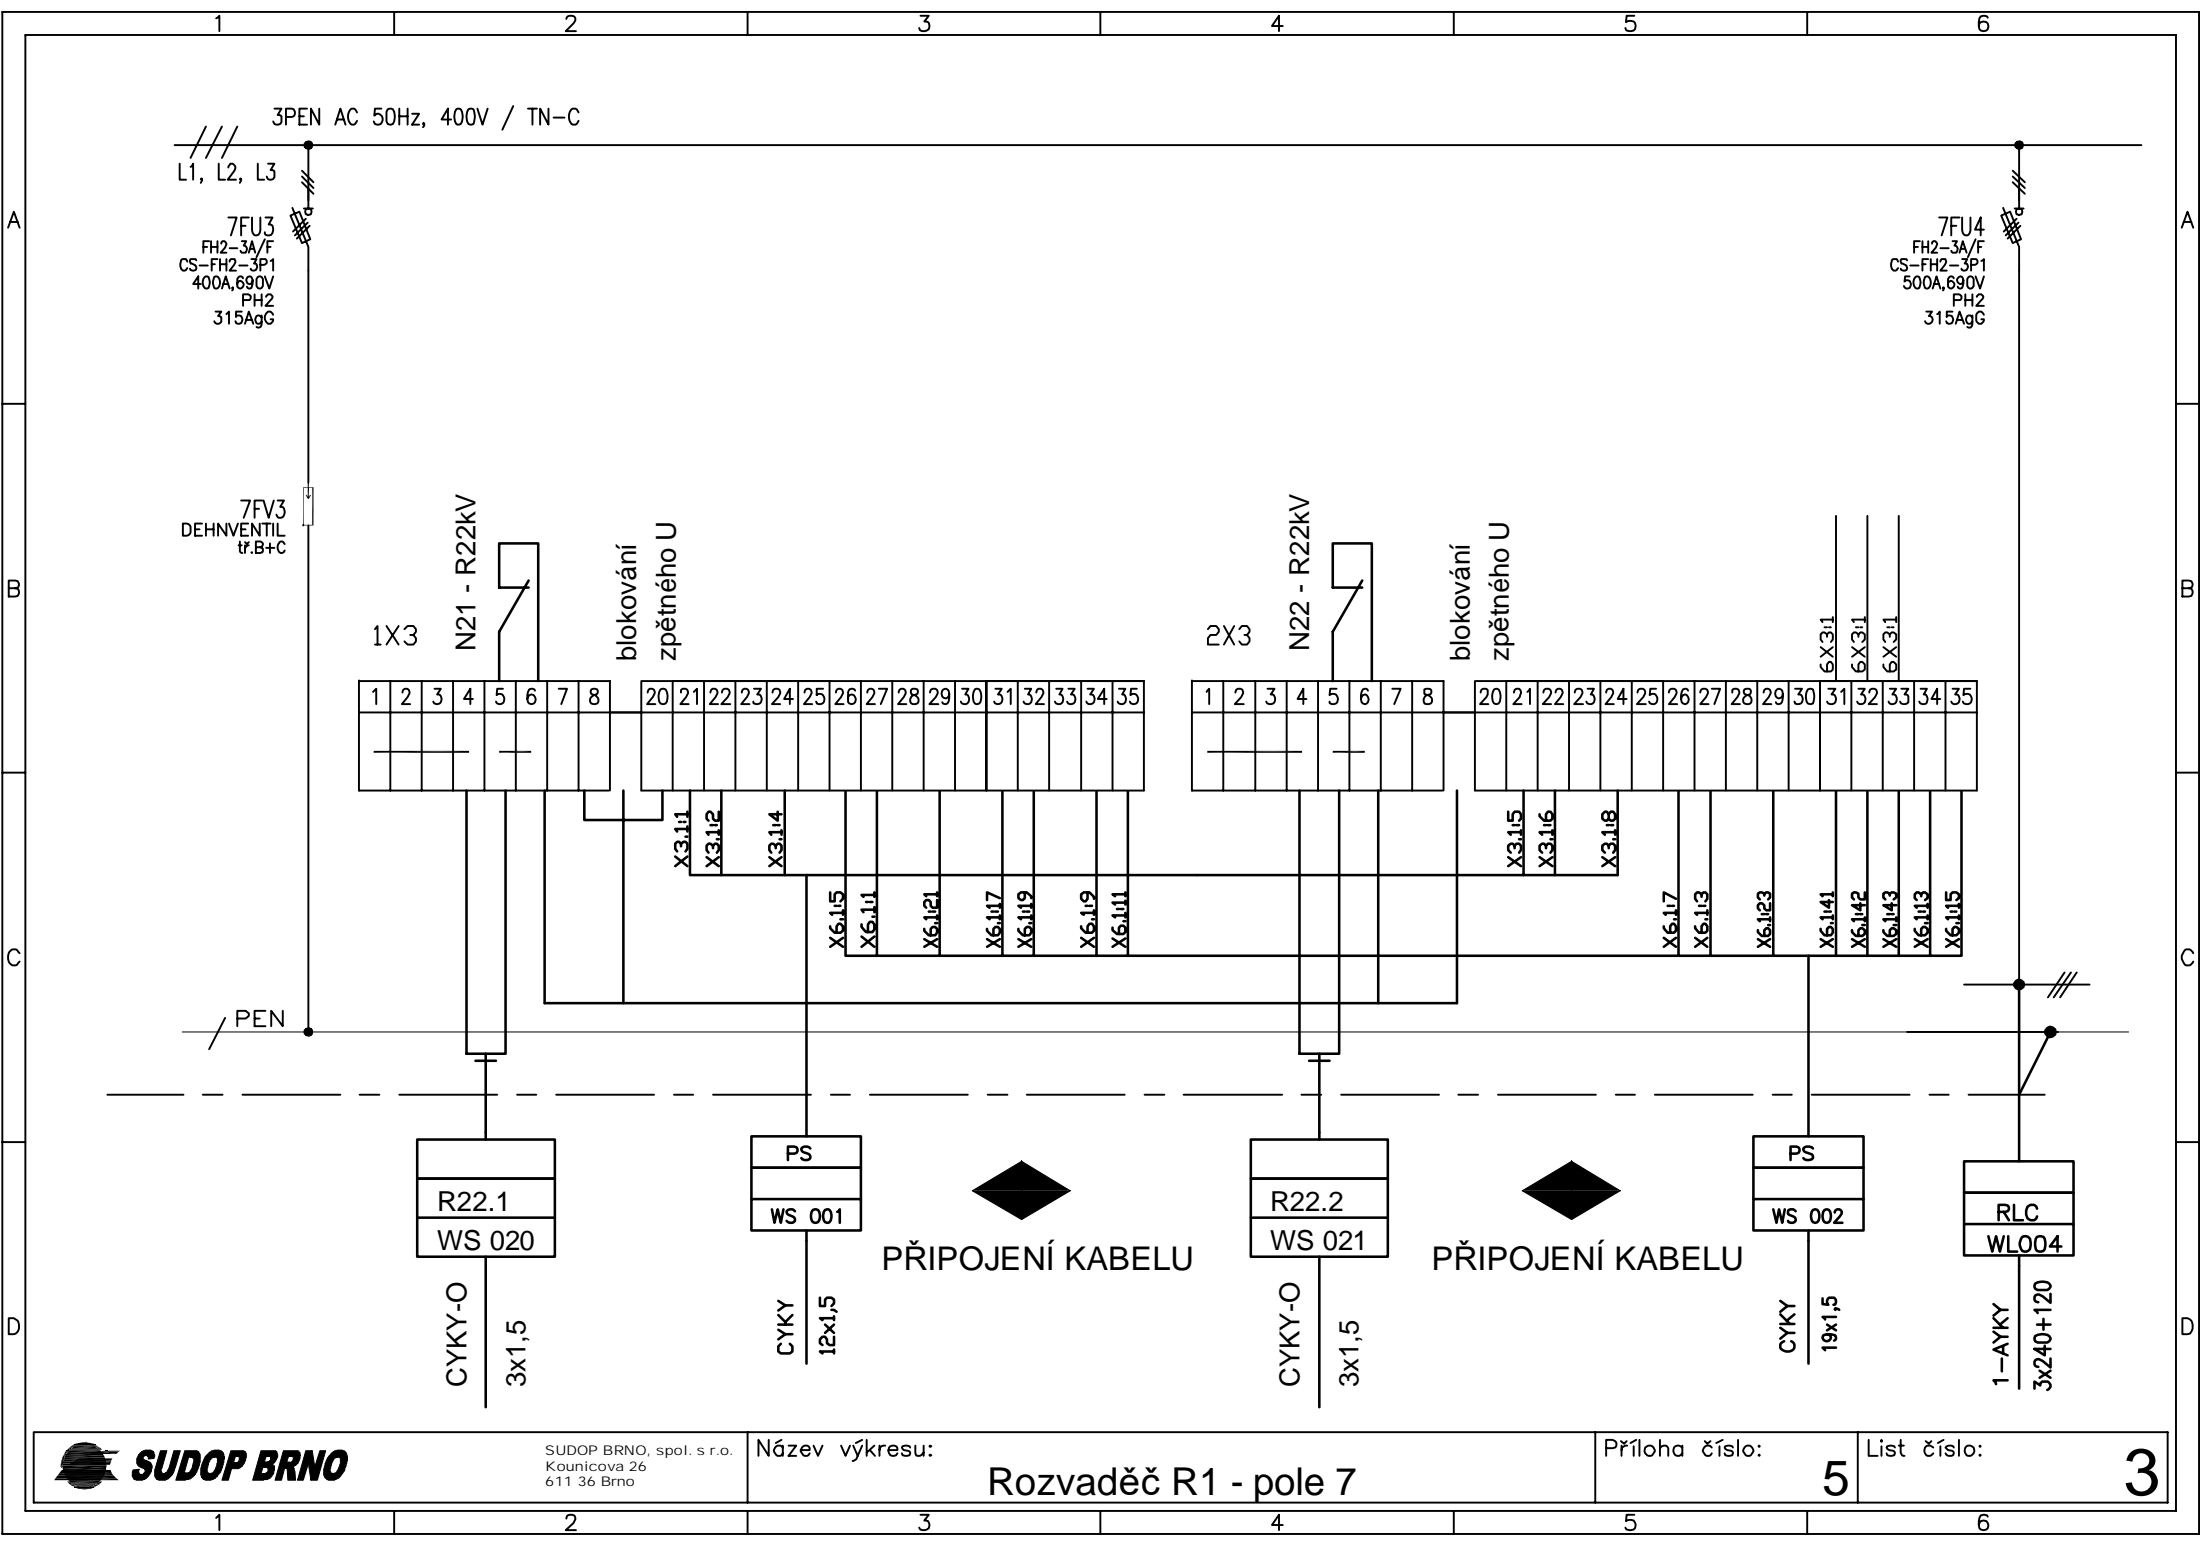 1 2 3 4 5 6
3PEN AC 50Hz, 400V / TN-C
L1, L2, L3
A
A
7FU3
FH2-3A/F
CS-FH2-3P1
400A,690V
PH2
315AgG
7FU4
FH2-3A/F
CS-FH2-3P1
500A,690V
PH2
315AgG
7FV3
DEHNVENTIL
tř.B+C
B
B
1X3
N21 - R22kV
blokování
zpětného U
2X3
N22 - R22kV
blokování
zpětného U
6X3:1
6X3:1
6X3:1
1 2 3 4 5 6 7 8 20 21 22 23 24 25 26 27 28 29 30 31 32 33 34 35
1 2 3 4 5 6 7 8 20 21 22 23 24 25 26 27 28 29 30 31 32 33 34 35
X3.1:1
X3.1:2
X3.1:4
X3.1:5
X3.1:6
X3.1:8
X6.1:5
X6.1:1
X6.1:21
X6.1:17
X6.1:19
X6.1:9
X6.1:11
X6.1:7
X6.1:3
X6.1:23
X6.1:41
X6.1:42
X6.1:43
X6.1:13
X6.1:15
C
C
PEN
R22.1
WS 020
CYKY-O
3x1,5
PS
WS 001
CYKY
12x1,5
PŘIPOJENÍ KABELU
R22.2
WS 021
CYKY-O
3x1,5
PŘIPOJENÍ KABELU
PS
WS 002
CYKY
19x1,5
RLC
WL004
1-AYKY
3x240+120
D
D
SUDOP BRNO
SUDOP BRNO, spol. s r.o.
Kounicova 26
611 36 Brno
Název výkresu:
Rozvaděč R1 - pole 7
Příloha číslo:
5
List číslo:
3
1 2 3 4 5 6